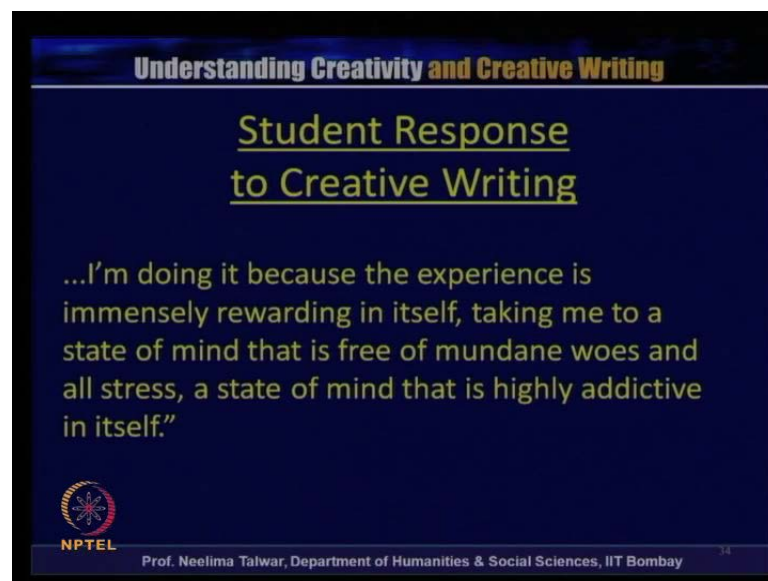 Understanding Creativity and Creative Writing
Student Response
to Creative Writing
...I'm doing it because the experience is
immensely rewarding in itself, taking me to a
state of mind that is free of mundane woes and
all stress, a state of mind that is highly addictive
in itself."
NPTEL
Prof. Neelima Talwar, Department of Humanities & Social Sciences, IIT Bombay
34